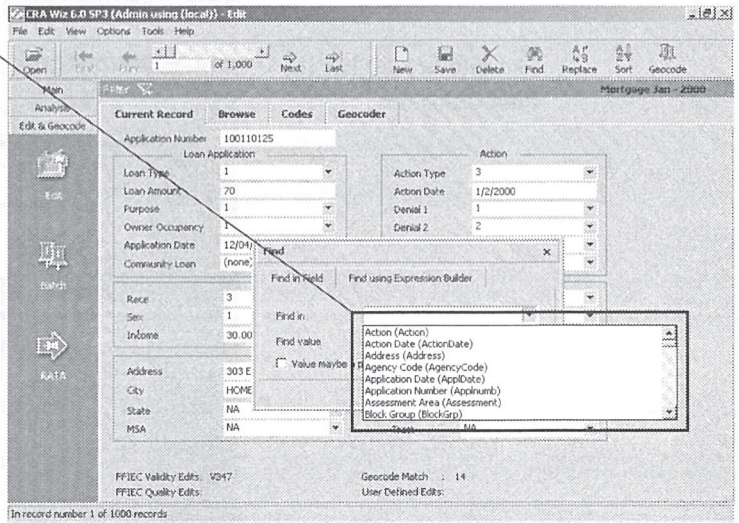 CRA Wiz 6.0 SP3 (Admin using (local)) - Edit
File Edit View Options Tools Help
Open First Prev 1 of 1,000 Next Last New Save Delete Find Replace Sort Geocode
Main
Analysis
Edit & Geocode
Edit
Batch
RATA
Filter Mortgage Jan - 2000
Current Record Browse Codes Geocoder
Application Number 100110125
Loan Application Action
Loan Type 1 Action Type 3
Loan Amount 70 Action Date 1/2/2000
Purpose 1 Denial 1 1
Owner Occupancy 1 Denial 2 2
Application Date 12/04/
Community Loan (none)
Race 3
Sex 1
Income 30.00
Address 303 E
City HOME
State NA
MSA NA Tract NA
Find
Find in Field Find using Expression Builder
Find in
Find value
Value maybe p
Action (Action)
Action Date (ActionDate)
Address (Address)
Agency Code (AgencyCode)
Application Date (ApplDate)
Application Number (Applnumb)
Assessment Area (Assessment)
Block Group (BlockGrp)
FFIEC Validity Edits: V347 Geocode Match : 14
FFIEC Quality Edits: User Defined Edits:
In record number 1 of 1000 records